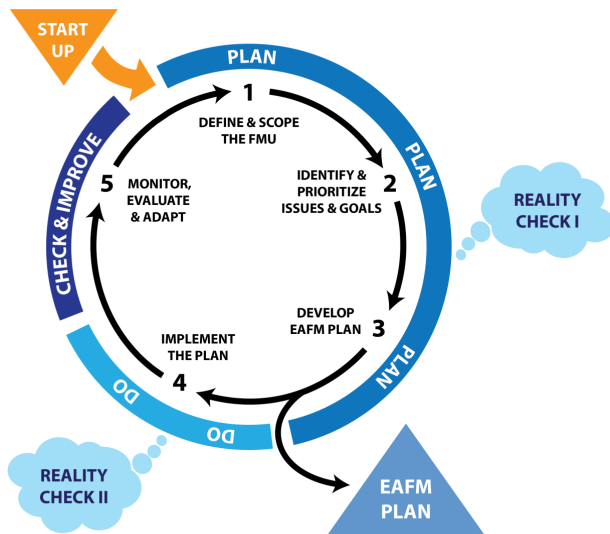 START
UP
PLAN
1
DEFINE & SCOPE
THE FMU
PLAN
2
IDENTIFY &
PRIORITIZE
ISSUES & GOALS
REALITY
CHECK I
3
DEVELOP
EAFM PLAN
PLAN
4
IMPLEMENT
THE PLAN
DO
DO
REALITY
CHECK II
EAFM
PLAN
5
MONITOR,
EVALUATE
& ADAPT
CHECK & IMPROVE